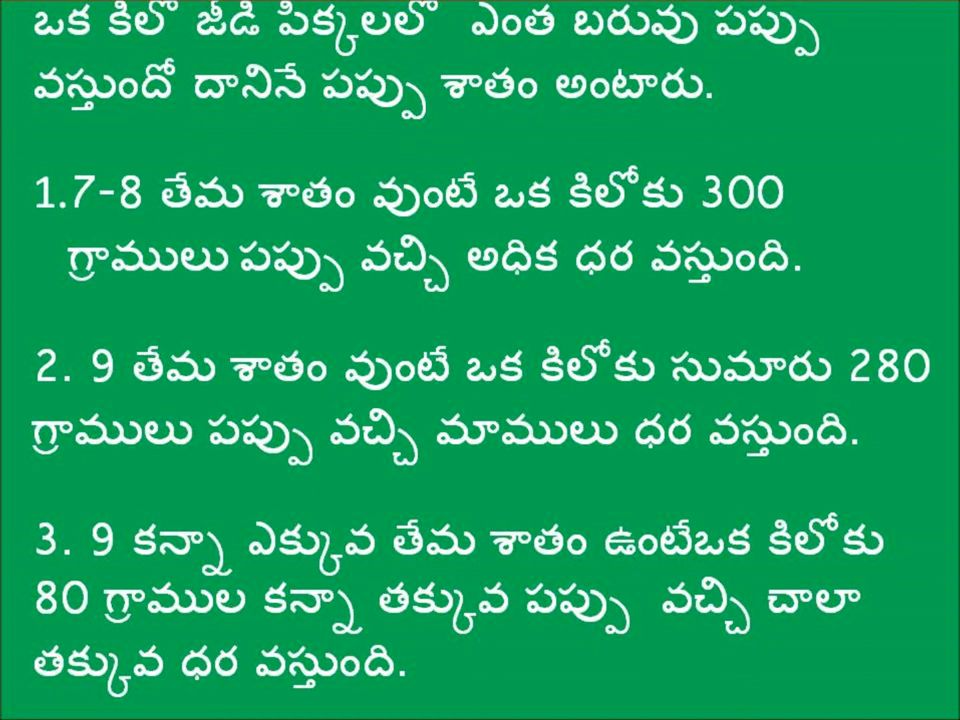 ఒక కిలో జీడి పిక్కలలో ఎంత బరువు పప్పు
వస్తుందో దానినే పప్పు శాతం అంటారు.
1.7-8 తేమ శాతం వుంటే ఒక కిలోకు 300
గ్రాములు పప్పు వచ్చి అధిక ధర వస్తుంది.
2. 9 తేమ శాతం వుంటే ఒక కిలోకు సుమారు 280
గ్రాములు పప్పు వచ్చి మాములు ధర వస్తుంది.
3. 9 కన్నా ఎక్కువ తేమ శాతం ఉంటేఒక కిలోకు
80 గ్రాముల కన్నా తక్కువ పప్పు వచ్చి చాలా
తక్కువ ధర వస్తుంది.